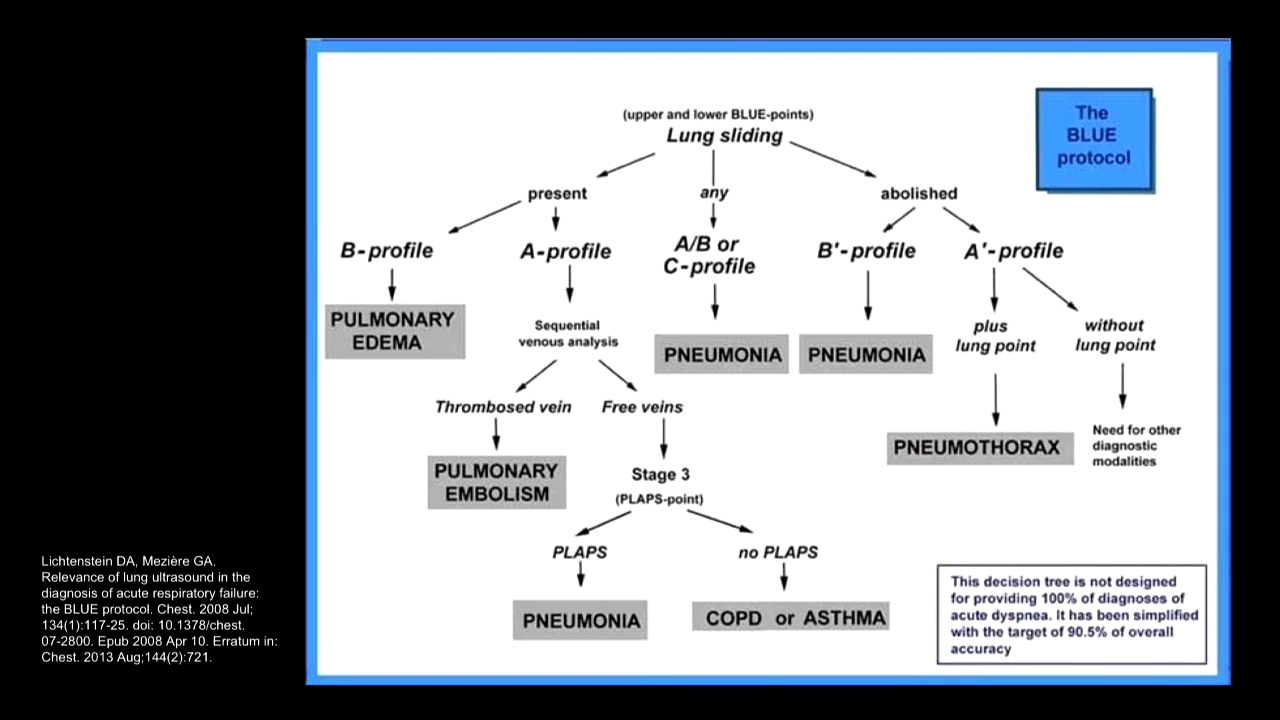 (upper and lower BLUE-points)
Lung sliding
The
BLUE
protocol
present
any
abolished
B-profile
A-profile
A/B or
C-profile
B'-profile
A'-profile
PULMONARY
EDEMA
Sequential
venous analysis
PNEUMONIA
PNEUMONIA
plus
lung point
without
lung point
Thrombosed vein
Free veins
PULMONARY
EMBOLISM
Stage 3
(PLAPS-point)
PNEUMOTHORAX
Need for other
diagnostic
modalities
PLAPS
no PLAPS
PNEUMONIA
COPD or ASTHMA
This decision tree is not designed
for providing 100% of diagnoses of
acute dyspnea. It has been simplified
with the target of 90.5% of overall
accuracy
Lichtenstein DA, Mezière GA.
Relevance of lung ultrasound in the
diagnosis of acute respiratory failure:
the BLUE protocol. Chest. 2008 Jul;
134(1):117-25. doi: 10.1378/chest.
07-2800. Epub 2008 Apr 10. Erratum in:
Chest. 2013 Aug;144(2):721.